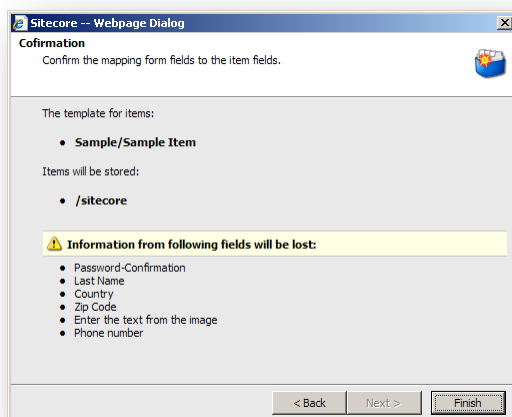 Sitecore -- Webpage Dialog
Cofirmation
Confirm the mapping form fields to the item fields.
The template for items:
• Sample/Sample Item
Items will be stored:
• /sitecore
Information from following fields will be lost:
• Password-Confirmation
• Last Name
• Country
• Zip Code
• Enter the text from the image
• Phone number
< Back Next > Finish